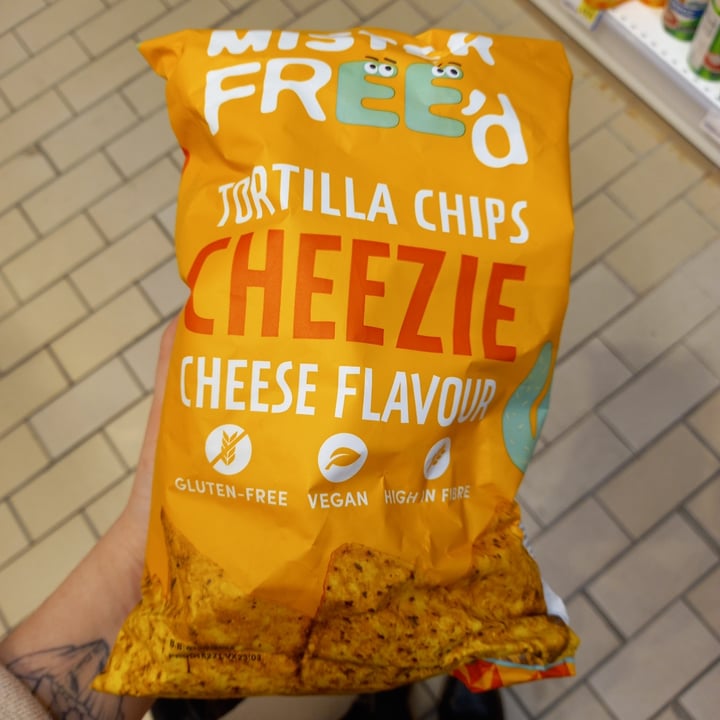 MISTER
FREE'd
TORTILLA CHIPS
CHEEZIE
CHEESE FLAVOUR
GLUTEN-FREE VEGAN HIGH IN FIBRE